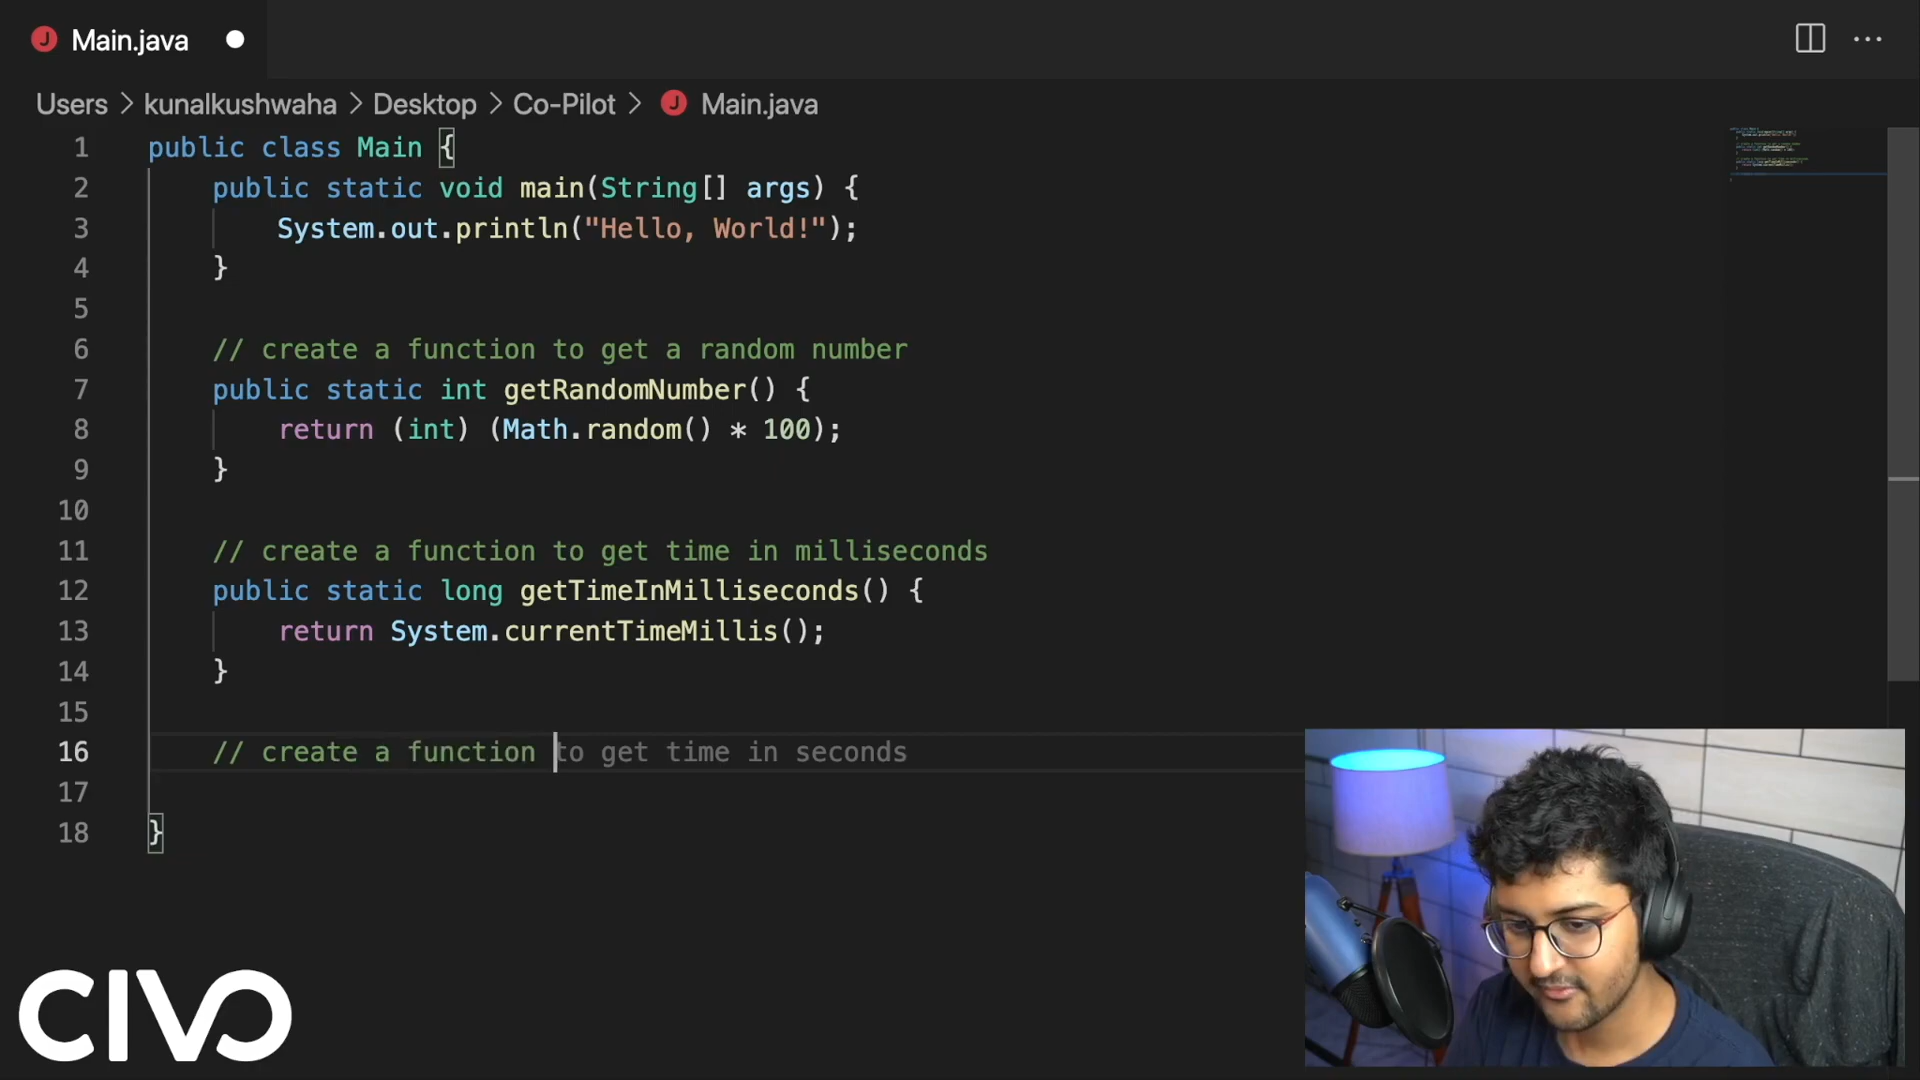 Main.java
Users > kunalkushwaha > Desktop > Co-Pilot > Main.java
1 public class Main {
2 public static void main(String[] args) {
3 System.out.println("Hello, World!");
4 }
5
6 // create a function to get a random number
7 public static int getRandomNumber() {
8 return (int) (Math.random() * 100);
9 }
10
11 // create a function to get time in milliseconds
12 public static long getTimeInMilliseconds() {
13 return System.currentTimeMillis();
14 }
15
16 // create a function to get time in seconds
17
18 }
CIVO